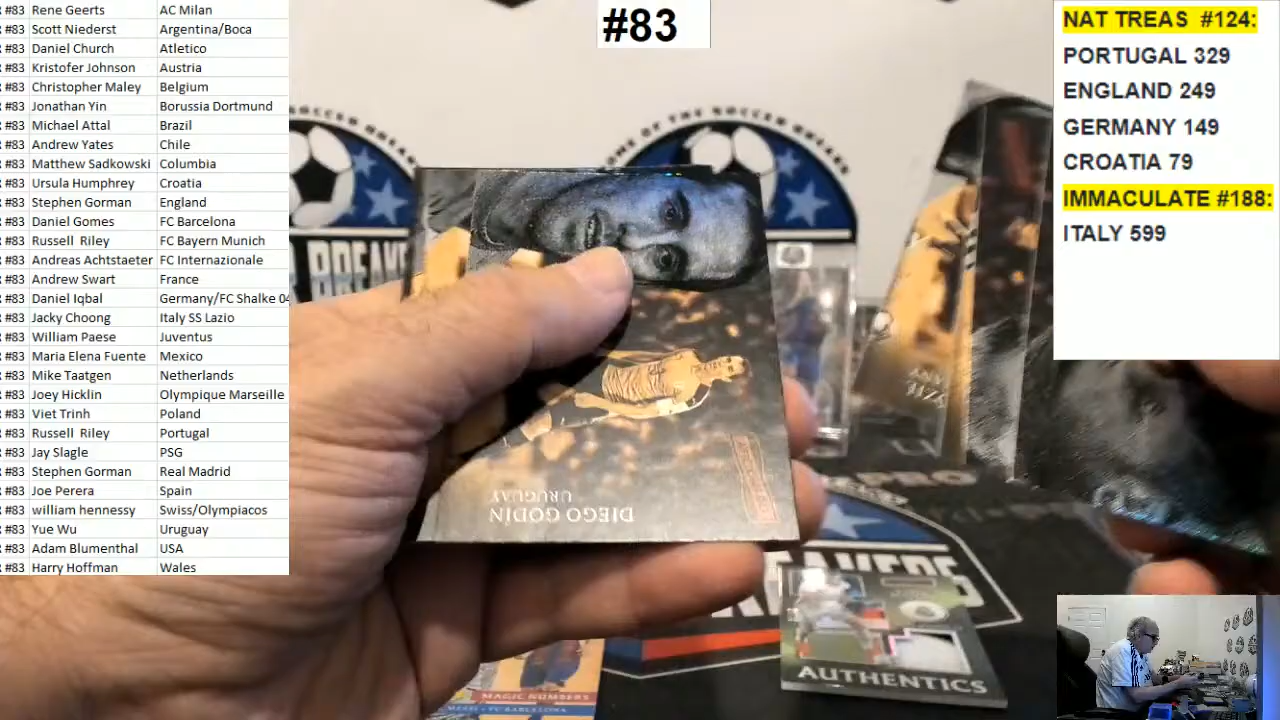 #83 Rene Geerts AC Milan
#83 Scott Niederst Argentina/Boca
#83 Daniel Church Atletico
#83 Kristofer Johnson Austria
#83 Christopher Maley Belgium
#83 Jonathan Yin Borussia Dortmund
#83 Michael Attal Brazil
#83 Andrew Yates Chile
#83 Matthew Sadkowski Columbia
#83 Ursula Humphrey Croatia
#83 Stephen Gorman England
#83 Daniel Gomes FC Barcelona
#83 Russell Riley FC Bayern Munich
#83 Andreas Achtstaeter FC Internazionale
#83 Andrew Swart France
#83 Daniel Iqbal Germany/FC Shalke 04
#83 Jacky Choong Italy SS Lazio
#83 William Paese Juventus
#83 Maria Elena Fuente Mexico
#83 Mike Taatgen Netherlands
#83 Joey Hicklin Olympique Marseille
#83 Viet Trinh Poland
#83 Russell Riley Portugal
#83 Jay Slagle PSG
#83 Stephen Gorman Real Madrid
#83 Joe Perera Spain
#83 william hennessy Swiss/Olympiacos
#83 Yue Wu Uruguay
#83 Adam Blumenthal USA
#83 Harry Hoffman Wales
#83
NAT TREAS #124:
PORTUGAL 329
ENGLAND 249
GERMANY 149
CROATIA 79
IMMACULATE #188:
ITALY 599
DIEGO GODIN
URUGUAY
AUTHENTICS
MAGIC NUMBERS
FC BARCELONA